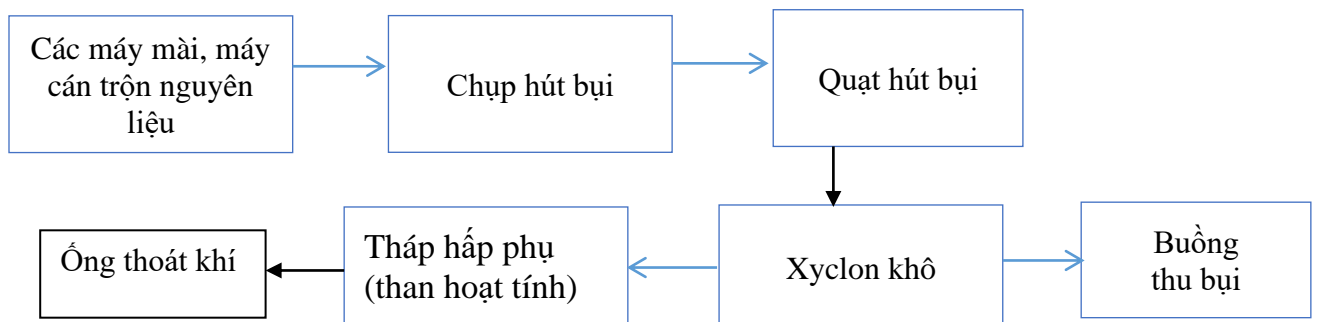 Các máy mài, máy
cán trộn nguyên
liệu
Chụp hút bụi
Quạt hút bụi
Ống thoát khí
Tháp hấp phụ
(than hoạt tính)
Xyclon khô
Buồng
thu bụi